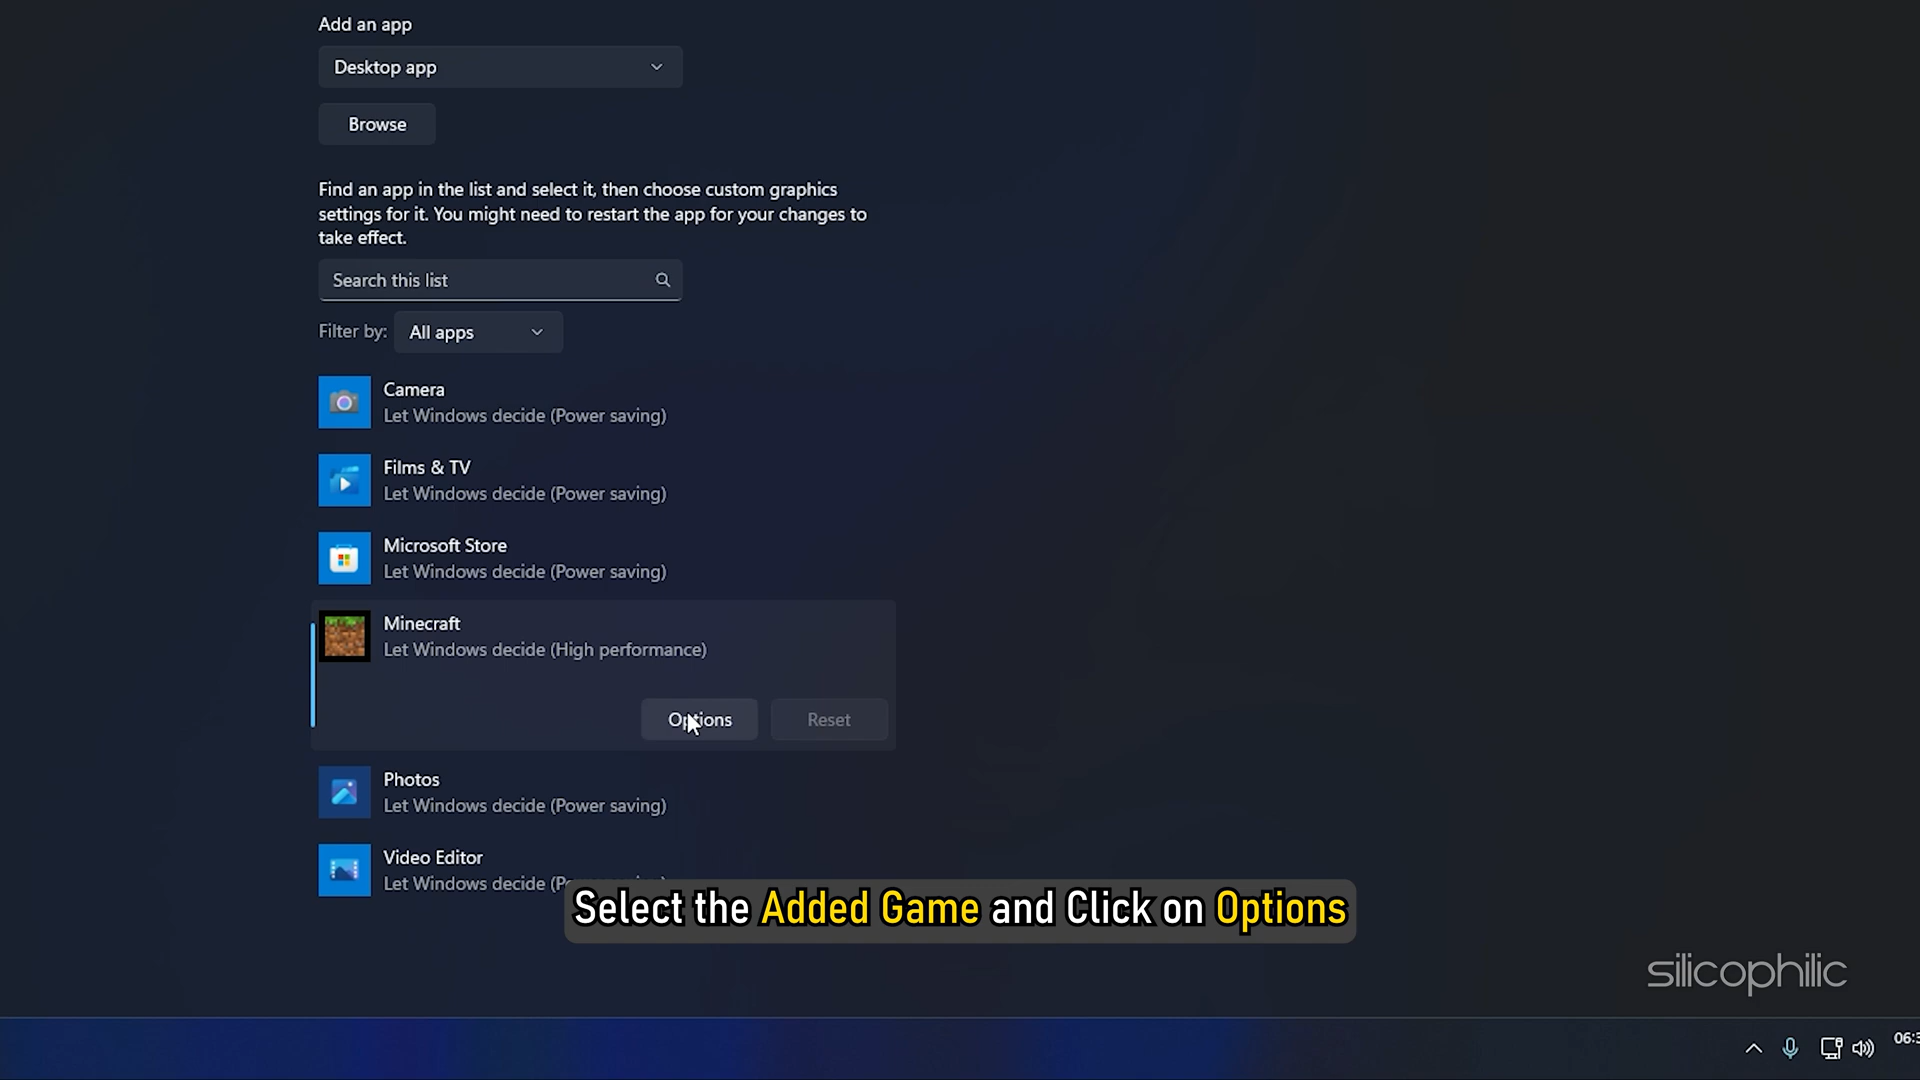 Add an app
Desktop app
Browse
Find an app in the list and select it, then choose custom graphics
settings for it. You might need to restart the app for your changes to
take effect.
Search this list
Filter by: All apps
Camera
Let Windows decide (Power saving)
Films & TV
Let Windows decide (Power saving)
Microsoft Store
Let Windows decide (Power saving)
Minecraft
Let Windows decide (High performance)
Options Reset
Photos
Let Windows decide (Power saving)
Video Editor
Let Windows decide
Select the Added Game and Click on Options
silicophilic
06:3